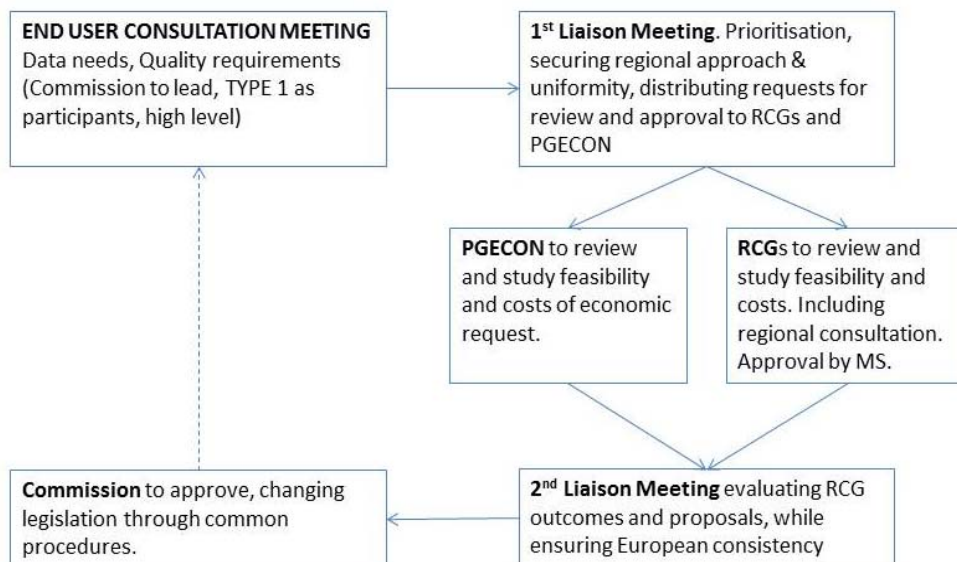 END USER CONSULTATION MEETING
Data needs, Quality requirements
(Commission to lead, TYPE 1 as
participants, high level)
1st Liaison Meeting. Prioritisation,
securing regional approach &
uniformity, distributing requests for
review and approval to RCGs and
PGECON
PGECON to review
and study feasibility
and costs of economic
request.
RCGs to review and
study feasibility and
costs. Including
regional consultation.
Approval by MS.
Commission to approve, changing
legislation through common
procedures.
2nd Liaison Meeting evaluating RCG
outcomes and proposals, while
ensuring European consistency